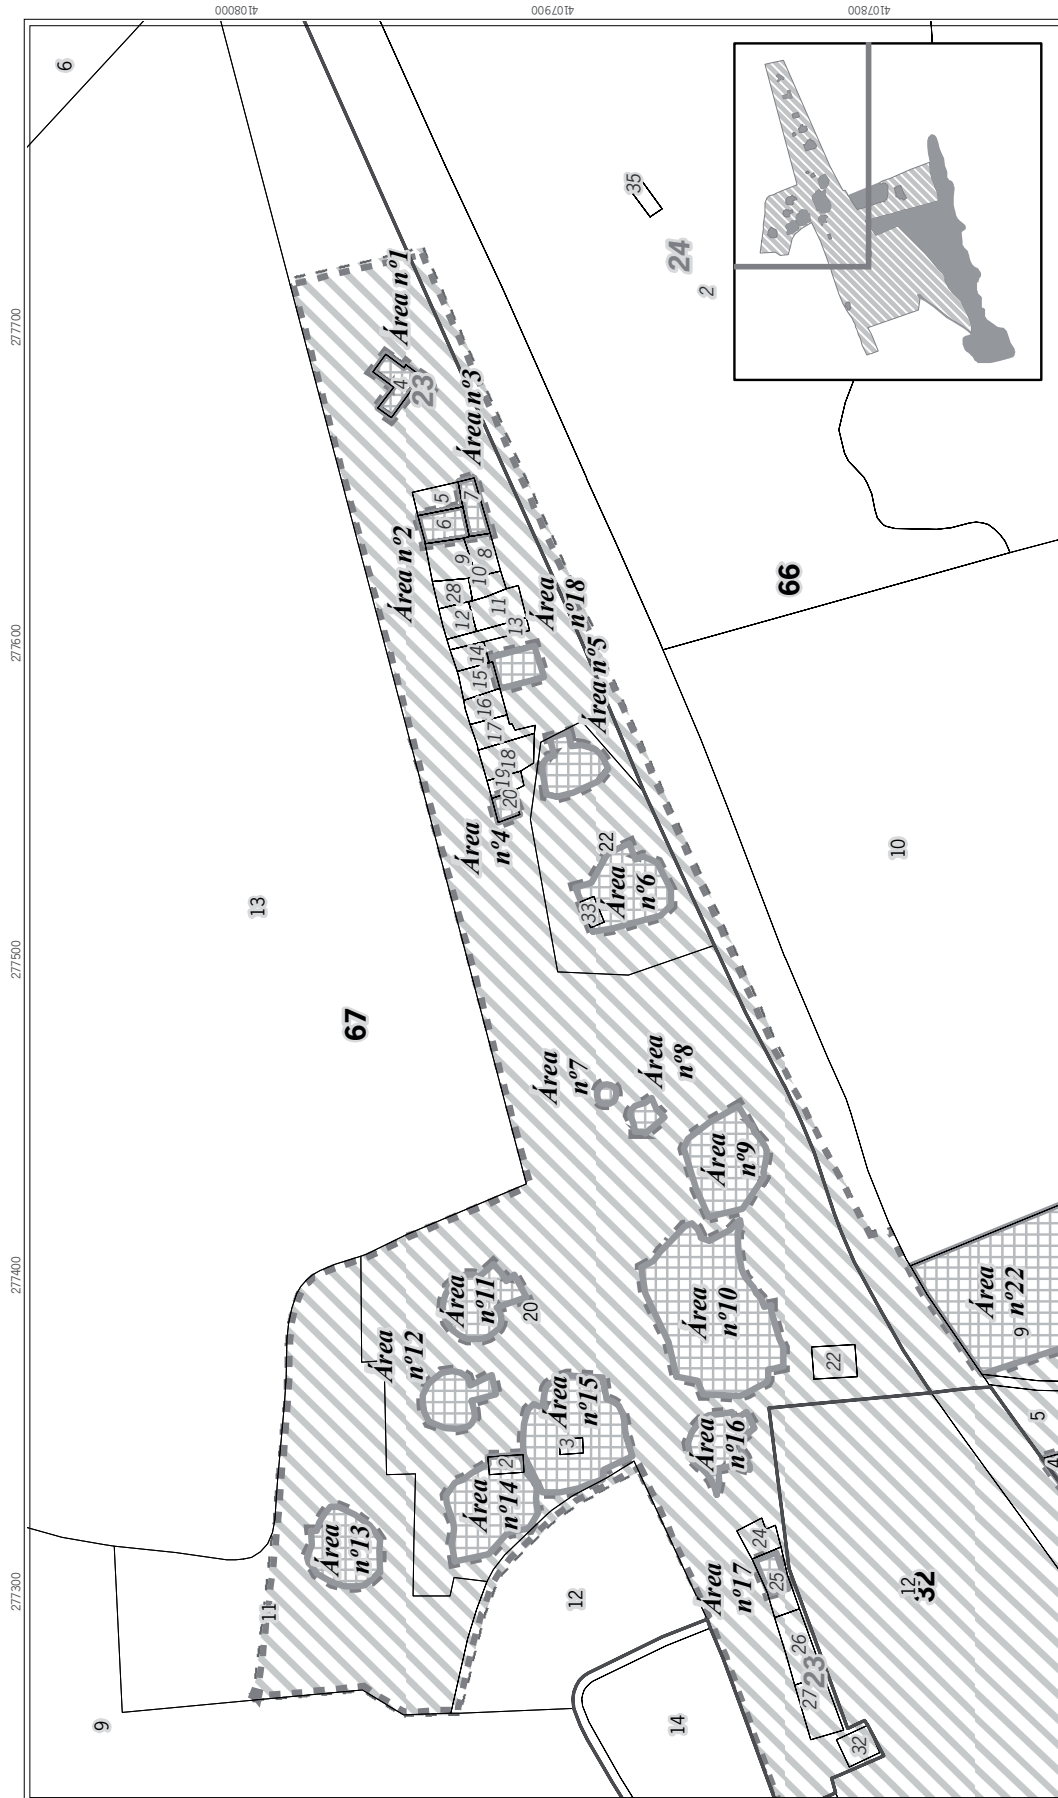 4108000
4107900
4107800
277700
277600
277500
277400
277300
6
35
24
2
Área nº1
4
23
Área nº3
5
6
7
Área nº2
9
8
10
28
12
11
13
Área
nº18
14
15
16
17
18
19
20
Área
nº4
Área nº5
22
33
Área
nº6
66
10
13
67
Área
nº7
Área
nº8
Área
nº9
Área
nº10
Área
nº11
20
Área
nº12
Área
nº13
11
Área
nº14
2
Área
nº15
3
Área
nº16
22
Área
nº22
9
5
4
Área
nº17
24
25
26
27
23
32
12
32
12
14
9